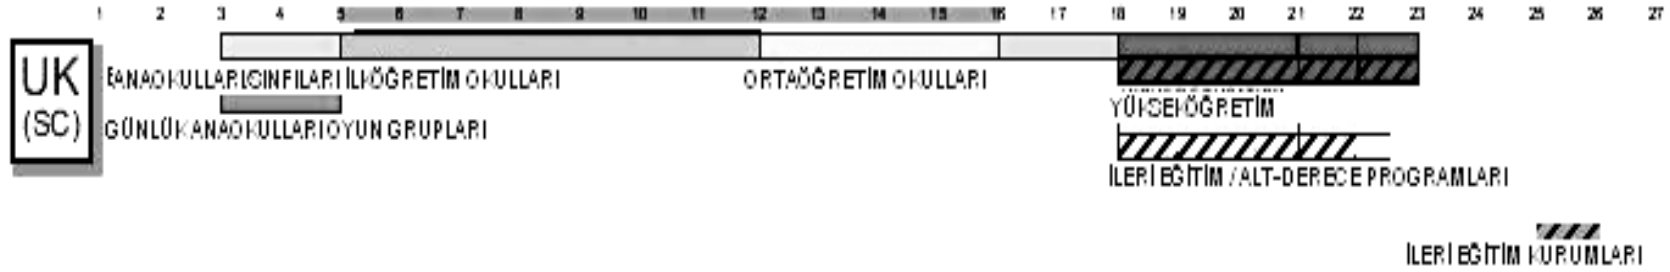 1 2 3 4 5 6 7 8 9 10 11 12 13 14 15 16 17 18 19 20 21 22 23 24 25 26 27
UK
(SC)
ANAOKULLARI SINIFLARI İLKÖĞRETİM OKULLARI ORTAÖĞRETİM OKULLARI
GÜNLÜK ANAOKULLARI OYUN GRUPLARI
YÜKSEKÖĞRETİM
İLERİ EĞİTİM / ALT-DERECE PROGRAMLARI
İLERİ EĞİTİM KURUMLARI